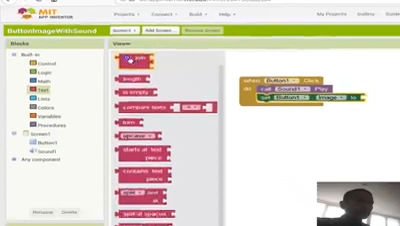 MIT
APP INVENTOR
Projects
Connect
Build
Help
My Projects
Guide
ButtonImageWithSound
Screen1
Add Screen
Remove Screen
Blocks
Viewer
Built-in
Control
Logic
Math
Text
Lists
Colors
Variables
Procedures
Screen1
Button1
Sound1
Any component
Rename
Delete
join
length
is empty
compare texts
trim
upcase
starts at text
piece
contains text
piece
split
text
at
split at spaces
when Button1 .Click
do call Sound1 .Play
set Button1 . Image to